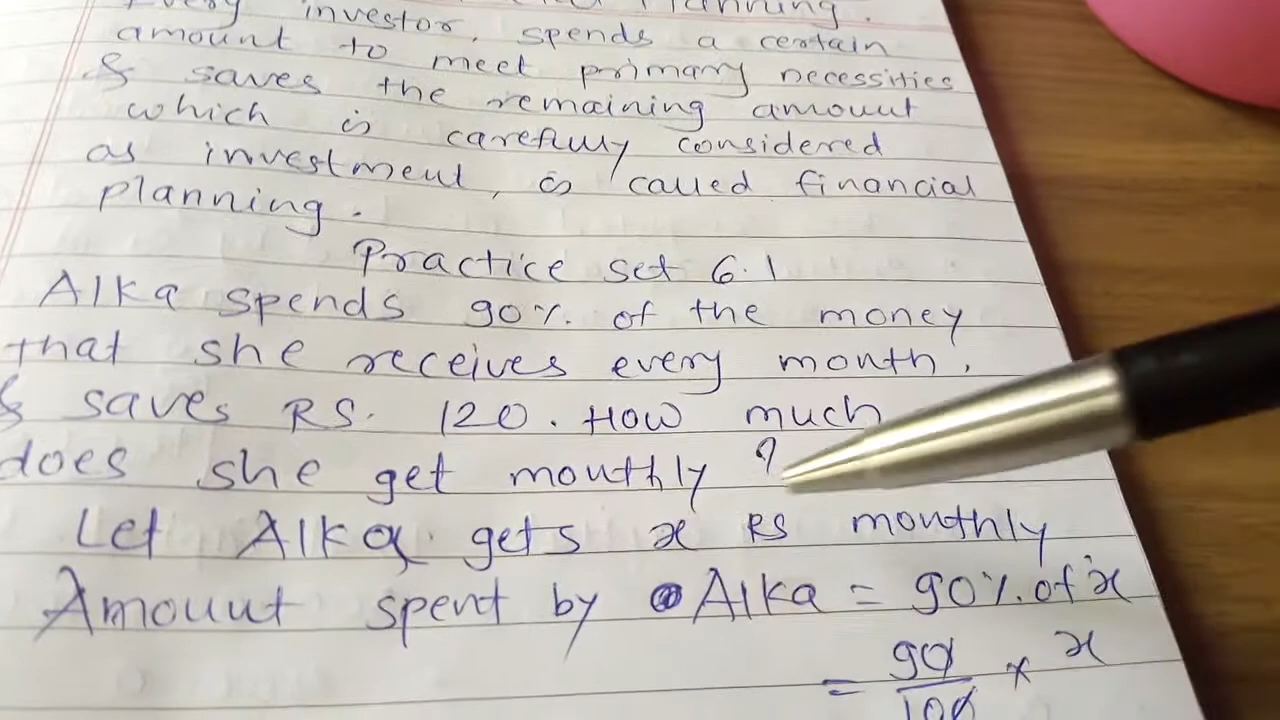 Every investor, spends a certain
amount to meet primary necessities
& saves the remaining amount
which is carefully considered
as investment, is called financial
planning.
Practice set 6.1
Alka spends 90% of the money
that she receives every month,
& saves RS. 120. How much
does she get monthly ?
Let Alka gets x RS monthly
Amount spent by Alka = 90% of x
= 90/100 × x